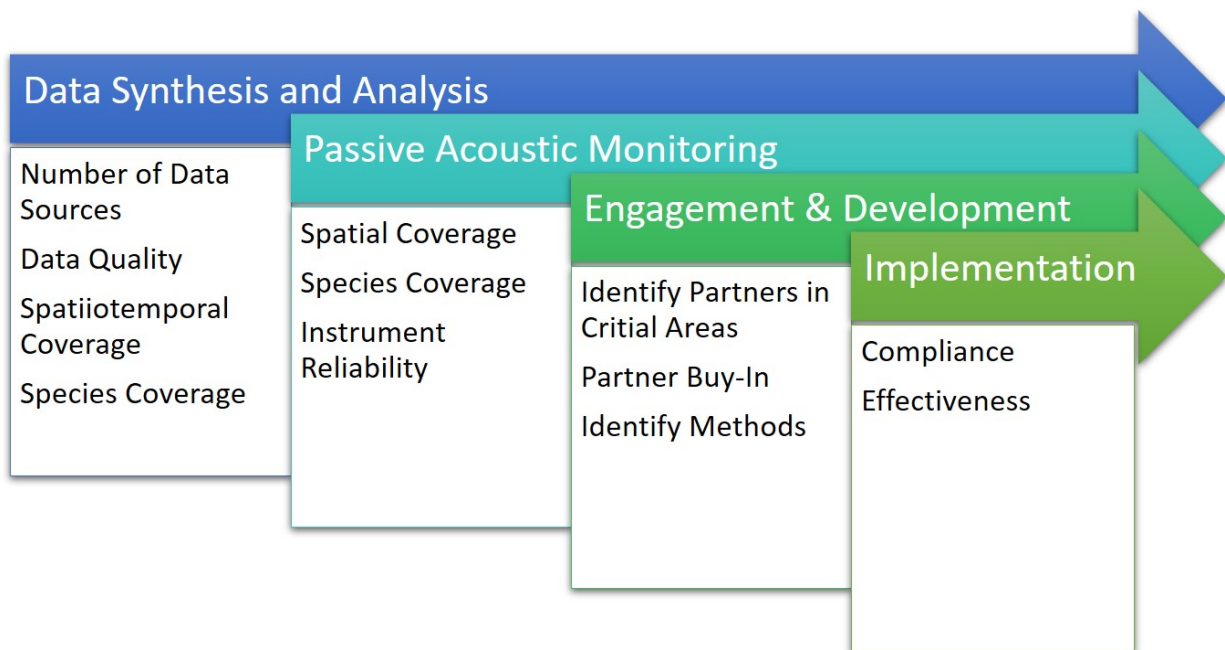 Data Synthesis and Analysis
Number of Data
Sources
Data Quality
Spatiiotemporal
Coverage
Species Coverage
Passive Acoustic Monitoring
Spatial Coverage
Species Coverage
Instrument
Reliability
Engagement & Development
Identify Partners in
Critial Areas
Partner Buy-In
Identify Methods
Implementation
Compliance
Effectiveness